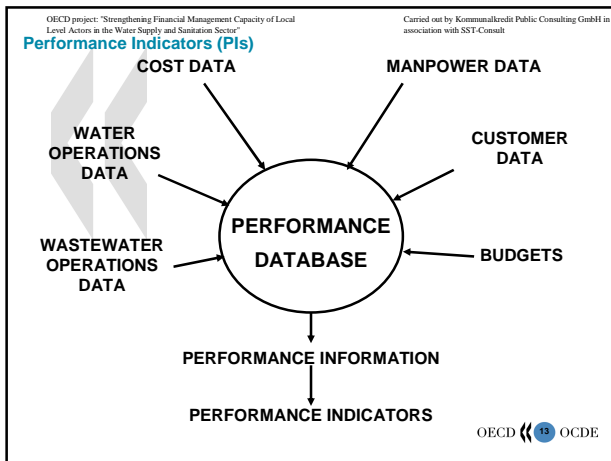 OECD project: "Strengthening Financial Management Capacity of Local
Level Actors in the Water Supply and Sanitation Sector"
Carried out by Kommunalkredit Public Consulting GmbH in
association with SST-Consult
Performance Indicators (PIs)
COST DATA
MANPOWER DATA
WATER
OPERATIONS
DATA
CUSTOMER
DATA
PERFORMANCE
DATABASE
WASTEWATER
OPERATIONS
DATA
BUDGETS
PERFORMANCE INFORMATION
PERFORMANCE INDICATORS
OECD 13 OCDE